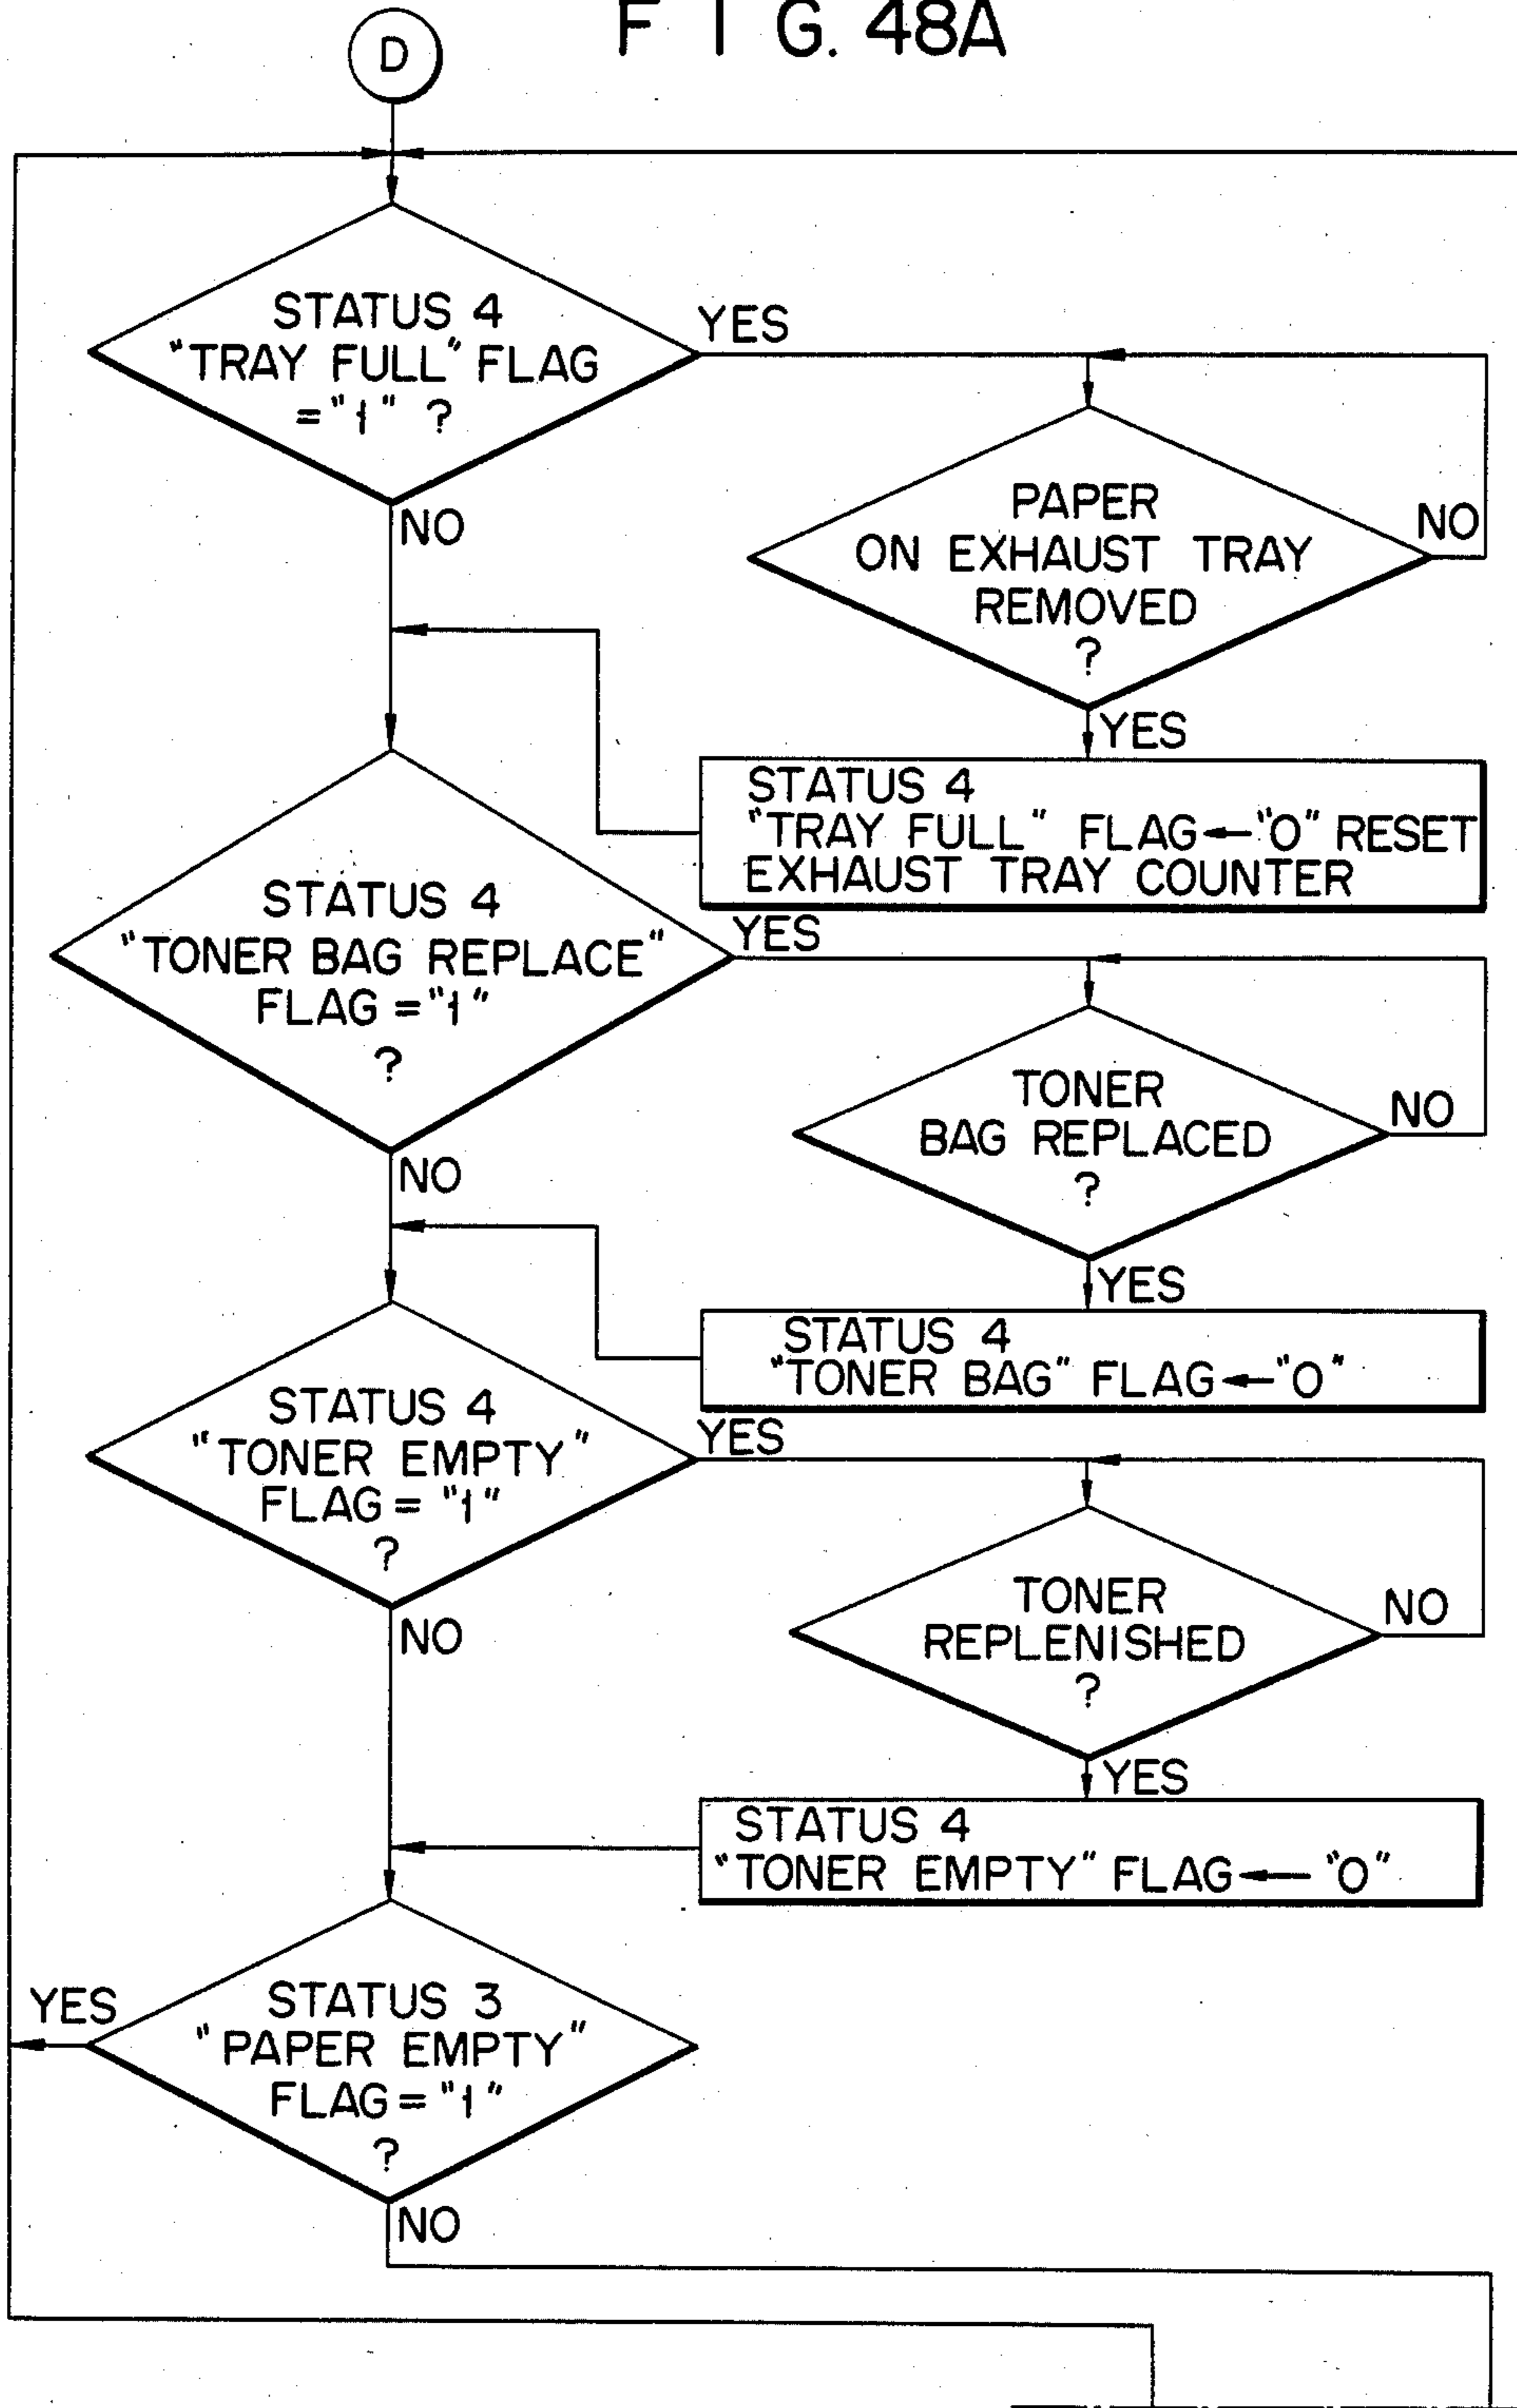 F I G. 48A
D
STATUS 4
"TRAY FULL" FLAG
="1" ?
YES
NO
PAPER
ON EXHAUST TRAY
REMOVED
?
NO
YES
STATUS 4
"TRAY FULL" FLAG←"0" RESET
EXHAUST TRAY COUNTER
STATUS 4
"TONER BAG REPLACE"
FLAG ="1"
?
YES
NO
TONER
BAG REPLACED
?
NO
YES
STATUS 4
"TONER BAG" FLAG←"0"
STATUS 4
"TONER EMPTY"
FLAG = "1"
?
YES
NO
TONER
REPLENISHED
?
NO
YES
STATUS 4
"TONER EMPTY" FLAG← "0"
STATUS 3
"PAPER EMPTY"
FLAG = "1"
?
YES
NO